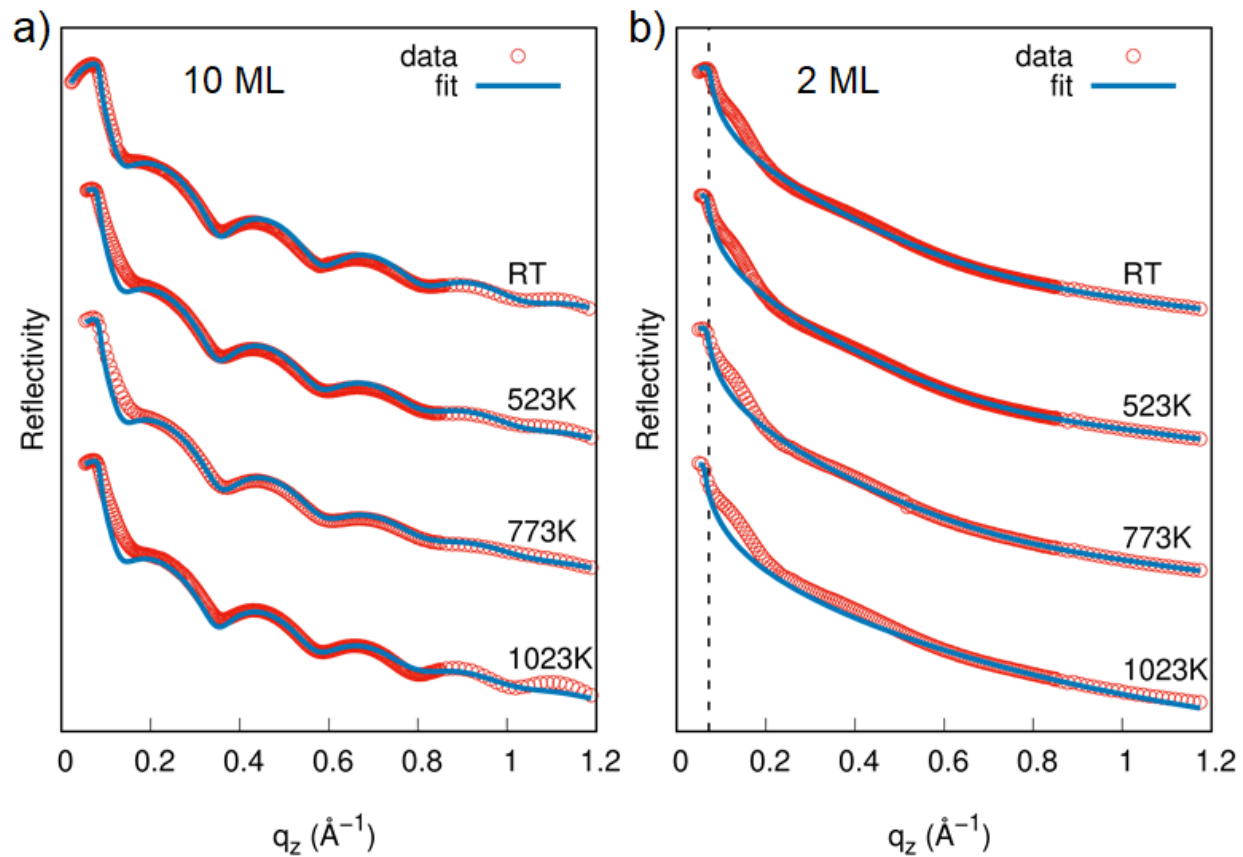 a)
10 ML
data
fit
RT
523K
773K
1023K
Reflectivity
0 0.2 0.4 0.6 0.8 1 1.2
q_z (Å⁻¹)
b)
2 ML
data
fit
RT
523K
773K
1023K
Reflectivity
0 0.2 0.4 0.6 0.8 1 1.2
q_z (Å⁻¹)